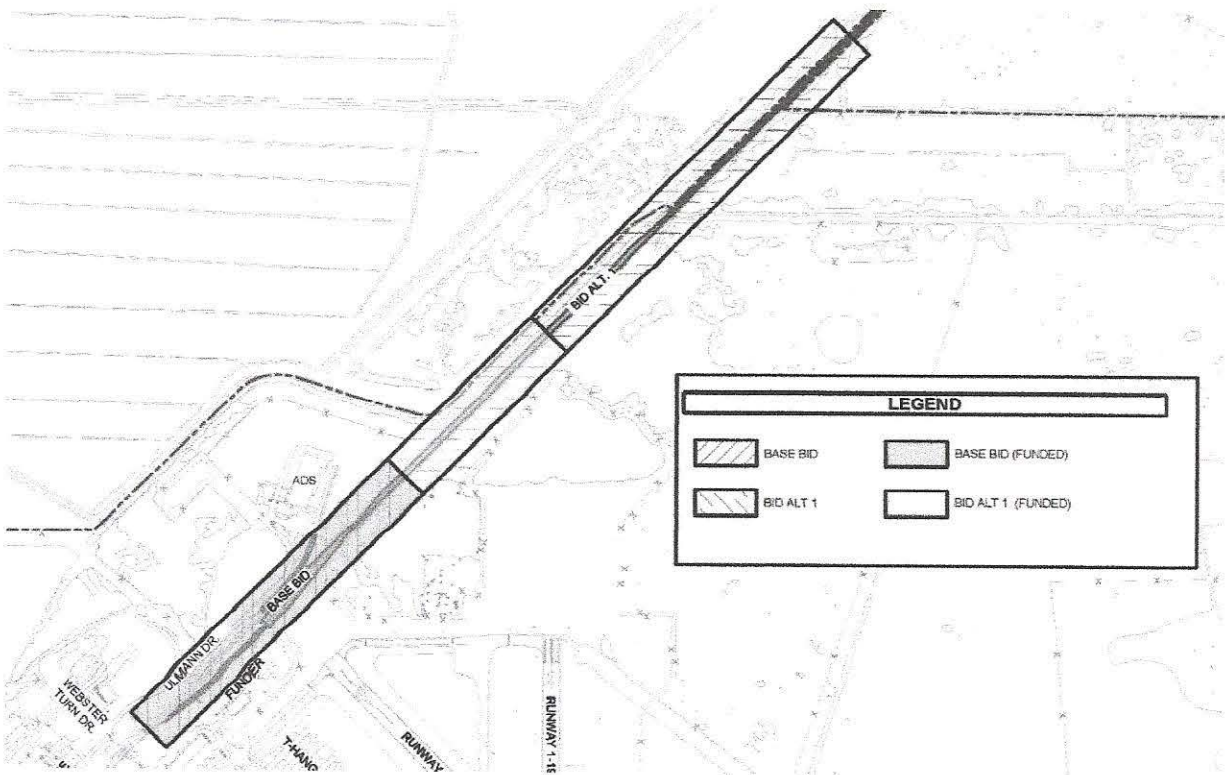 BID ALT. 1
LEGEND
BASE BID
BASE BID (FUNDED)
BID ALT 1
BID ALT 1 (FUNDED)
ADS
BASE BID
ULMANN DR.
FUNDER
WEBSTER
TURN DR.
T-HANG
RUNWAY
RUNWAY 1-19